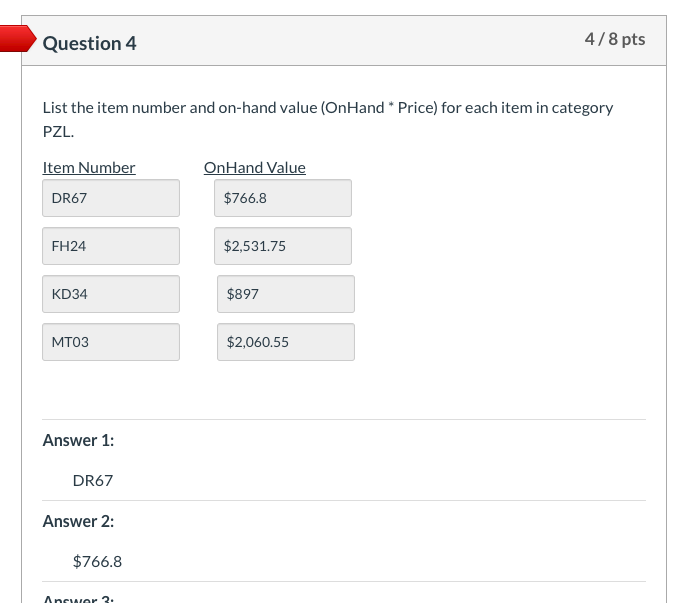 Question 4
4 / 8 pts
List the item number and on-hand value (OnHand * Price) for each item in category
PZL.
Item Number OnHand Value
DR67 $766.8
FH24 $2,531.75
KD34 $897
MT03 $2,060.55
Answer 1:
DR67
Answer 2:
$766.8
Answer 3: